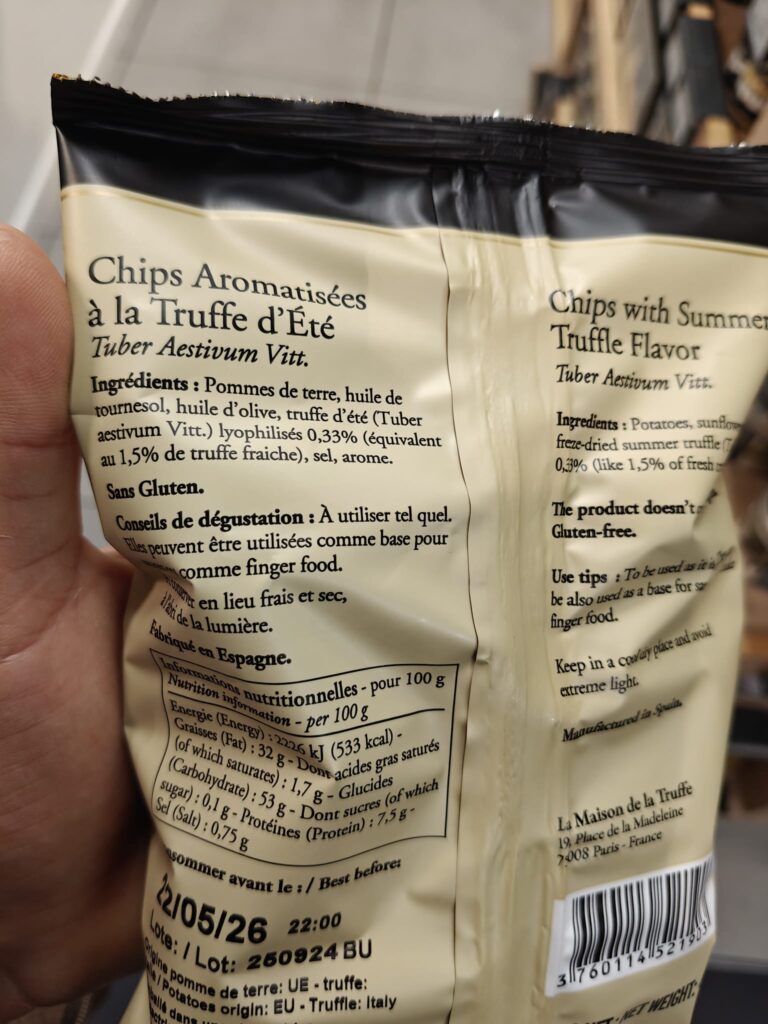 Chips Aromatisées
à la Truffe d'Été
Tuber Aestivum Vitt.
Ingrédients : Pommes de terre, huile de
tournesol, huile d'olive, truffe d'été (Tuber
aestivum Vitt.) lyophilisés 0,33% (équivalent
au 1,5% de truffe fraiche), sel, arome.
Sans Gluten.
Conseils de dégustation : À utiliser tel quel.
Elles peuvent être utilisées comme base pour
comme finger food.
en lieu frais et sec,
de la lumière.
Fabriqué en Espagne.
Informations nutritionnelles - pour 100 g
Nutrition information - per 100 g
Energie (Energy) : 2226 kJ (533 kcal) -
Graisses (Fat) : 32 g - Dont acides gras saturés
(of which saturates) : 1,7 g - Glucides
(Carbohydrate) : 53 g - Dont sucres (of which
sugar) : 0,1 g - Protéines (Protein) : 7,5 g -
Sel (Salt) : 0,75 g
avant le : / Best before:
22/05/26 22:00
Lote: / Lot: 250924 BU
pomme de terre: UE - truffe:
/ Potatoes origin: EU - Truffle: Italy
dans
Chips with Summer
Truffle Flavor
Tuber Aestivum Vitt.
Ingredients : Potatoes,
freze-dried summer truffle
0,3% (like 1,5% of fresh
The product doesn't
Gluten-free.
Use tips : To be used as it is
be also used as a base for
finger food.
Keep in a place and avoid
extreme light.
Manufactured in Spain.
La Maison de la Truffe
19, Place de la Madeleine
75008 Paris - France
3 760114 521903
NET WEIGHT: